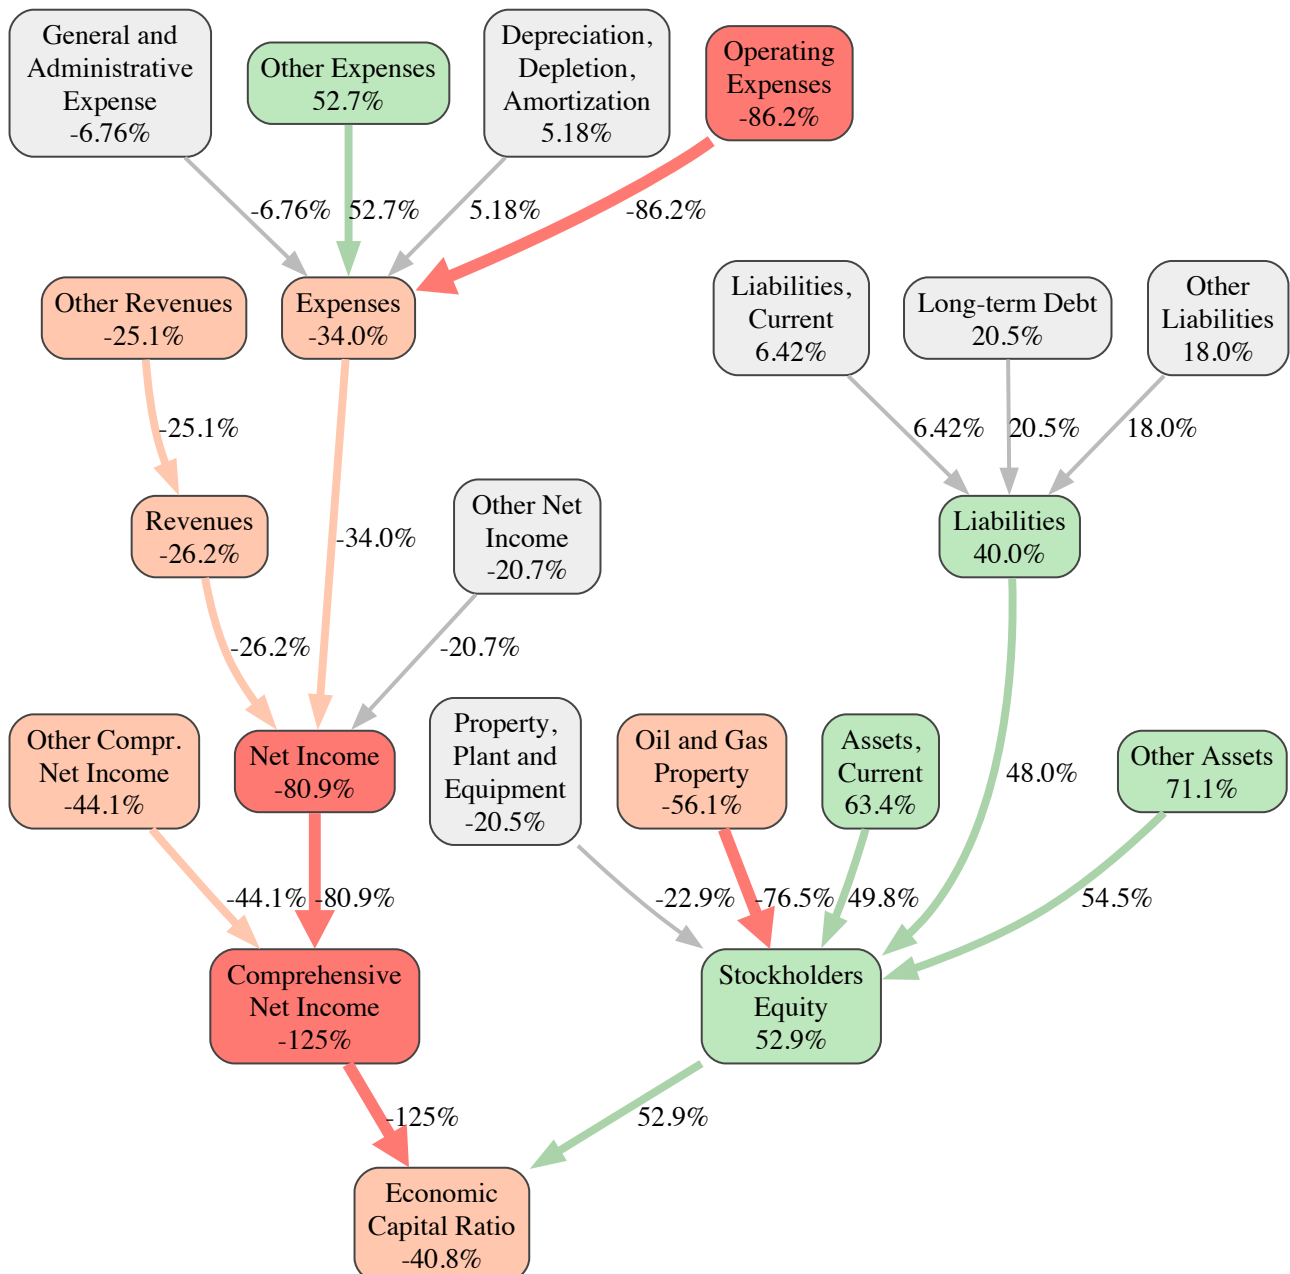 General and
Administrative
Expense
-6.76%
Other Expenses
52.7%
Depreciation,
Depletion,
Amortization
5.18%
Operating
Expenses
-86.2%
-6.76%
52.7%
5.18%
-86.2%
Other Revenues
-25.1%
Expenses
-34.0%
Liabilities,
Current
6.42%
Long-term Debt
20.5%
Other
Liabilities
18.0%
-25.1%
6.42%
20.5%
18.0%
Revenues
-26.2%
-34.0%
Other Net
Income
-20.7%
Liabilities
40.0%
-26.2%
-20.7%
Other Compr.
Net Income
-44.1%
Net Income
-80.9%
Property,
Plant and
Equipment
-20.5%
Oil and Gas
Property
-56.1%
Assets,
Current
63.4%
48.0%
Other Assets
71.1%
-44.1%
-80.9%
-22.9%
-76.5%
49.8%
54.5%
Comprehensive
Net Income
-125%
Stockholders
Equity
52.9%
-125%
52.9%
Economic
Capital Ratio
-40.8%